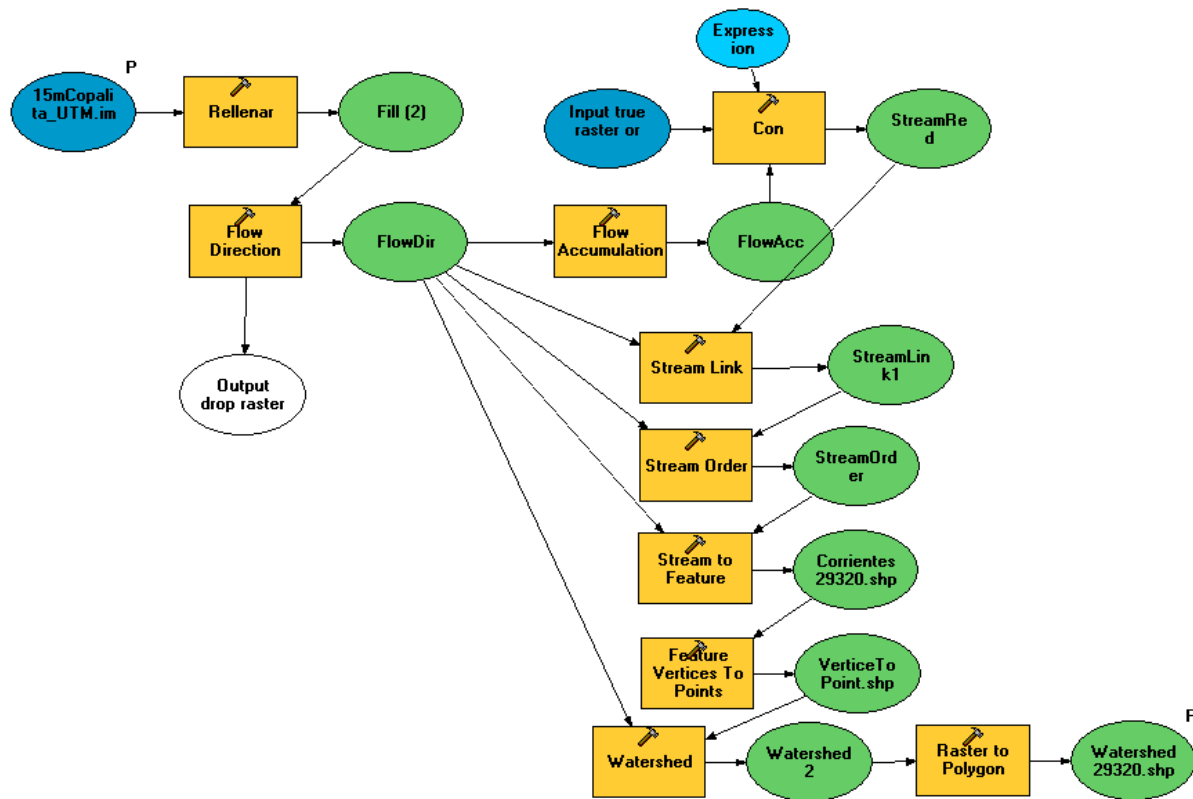 Express
ion
P
15mCopali
ta_UTM.im
Rellenar
Fill (2)
Input true
raster or
Con
StreamRe
d
Flow
Direction
FlowDir
Flow
Accumulation
FlowAcc
Output
drop raster
Stream Link
StreamLin
k1
Stream Order
StreamOrd
er
Stream to
Feature
Corrientes
29320.shp
Feature
Vertices To
Points
VerticeTo
Point.shp
Watershed
Watershed
2
Raster to
Polygon
P
Watershed
29320.shp